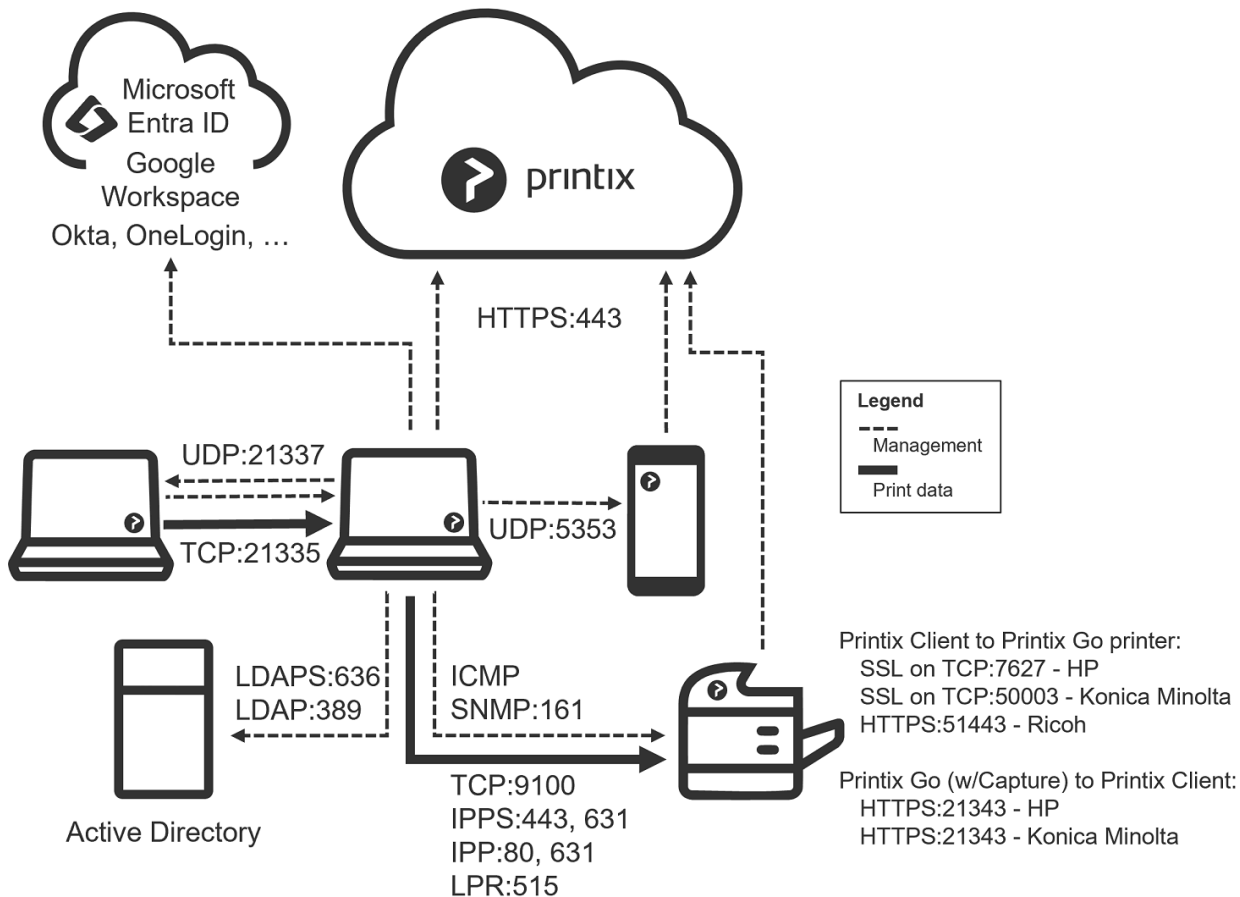 Microsoft
Entra ID
Google
Workspace
Okta, OneLogin, …
printix
HTTPS:443
Legend
Management
Print data
UDP:21337
TCP:21335
UDP:5353
LDAPS:636
LDAP:389
Active Directory
ICMP
SNMP:161
TCP:9100
IPPS:443, 631
IPP:80, 631
LPR:515
Printix Client to Printix Go printer:
SSL on TCP:7627 - HP
SSL on TCP:50003 - Konica Minolta
HTTPS:51443 - Ricoh
Printix Go (w/Capture) to Printix Client:
HTTPS:21343 - HP
HTTPS:21343 - Konica Minolta